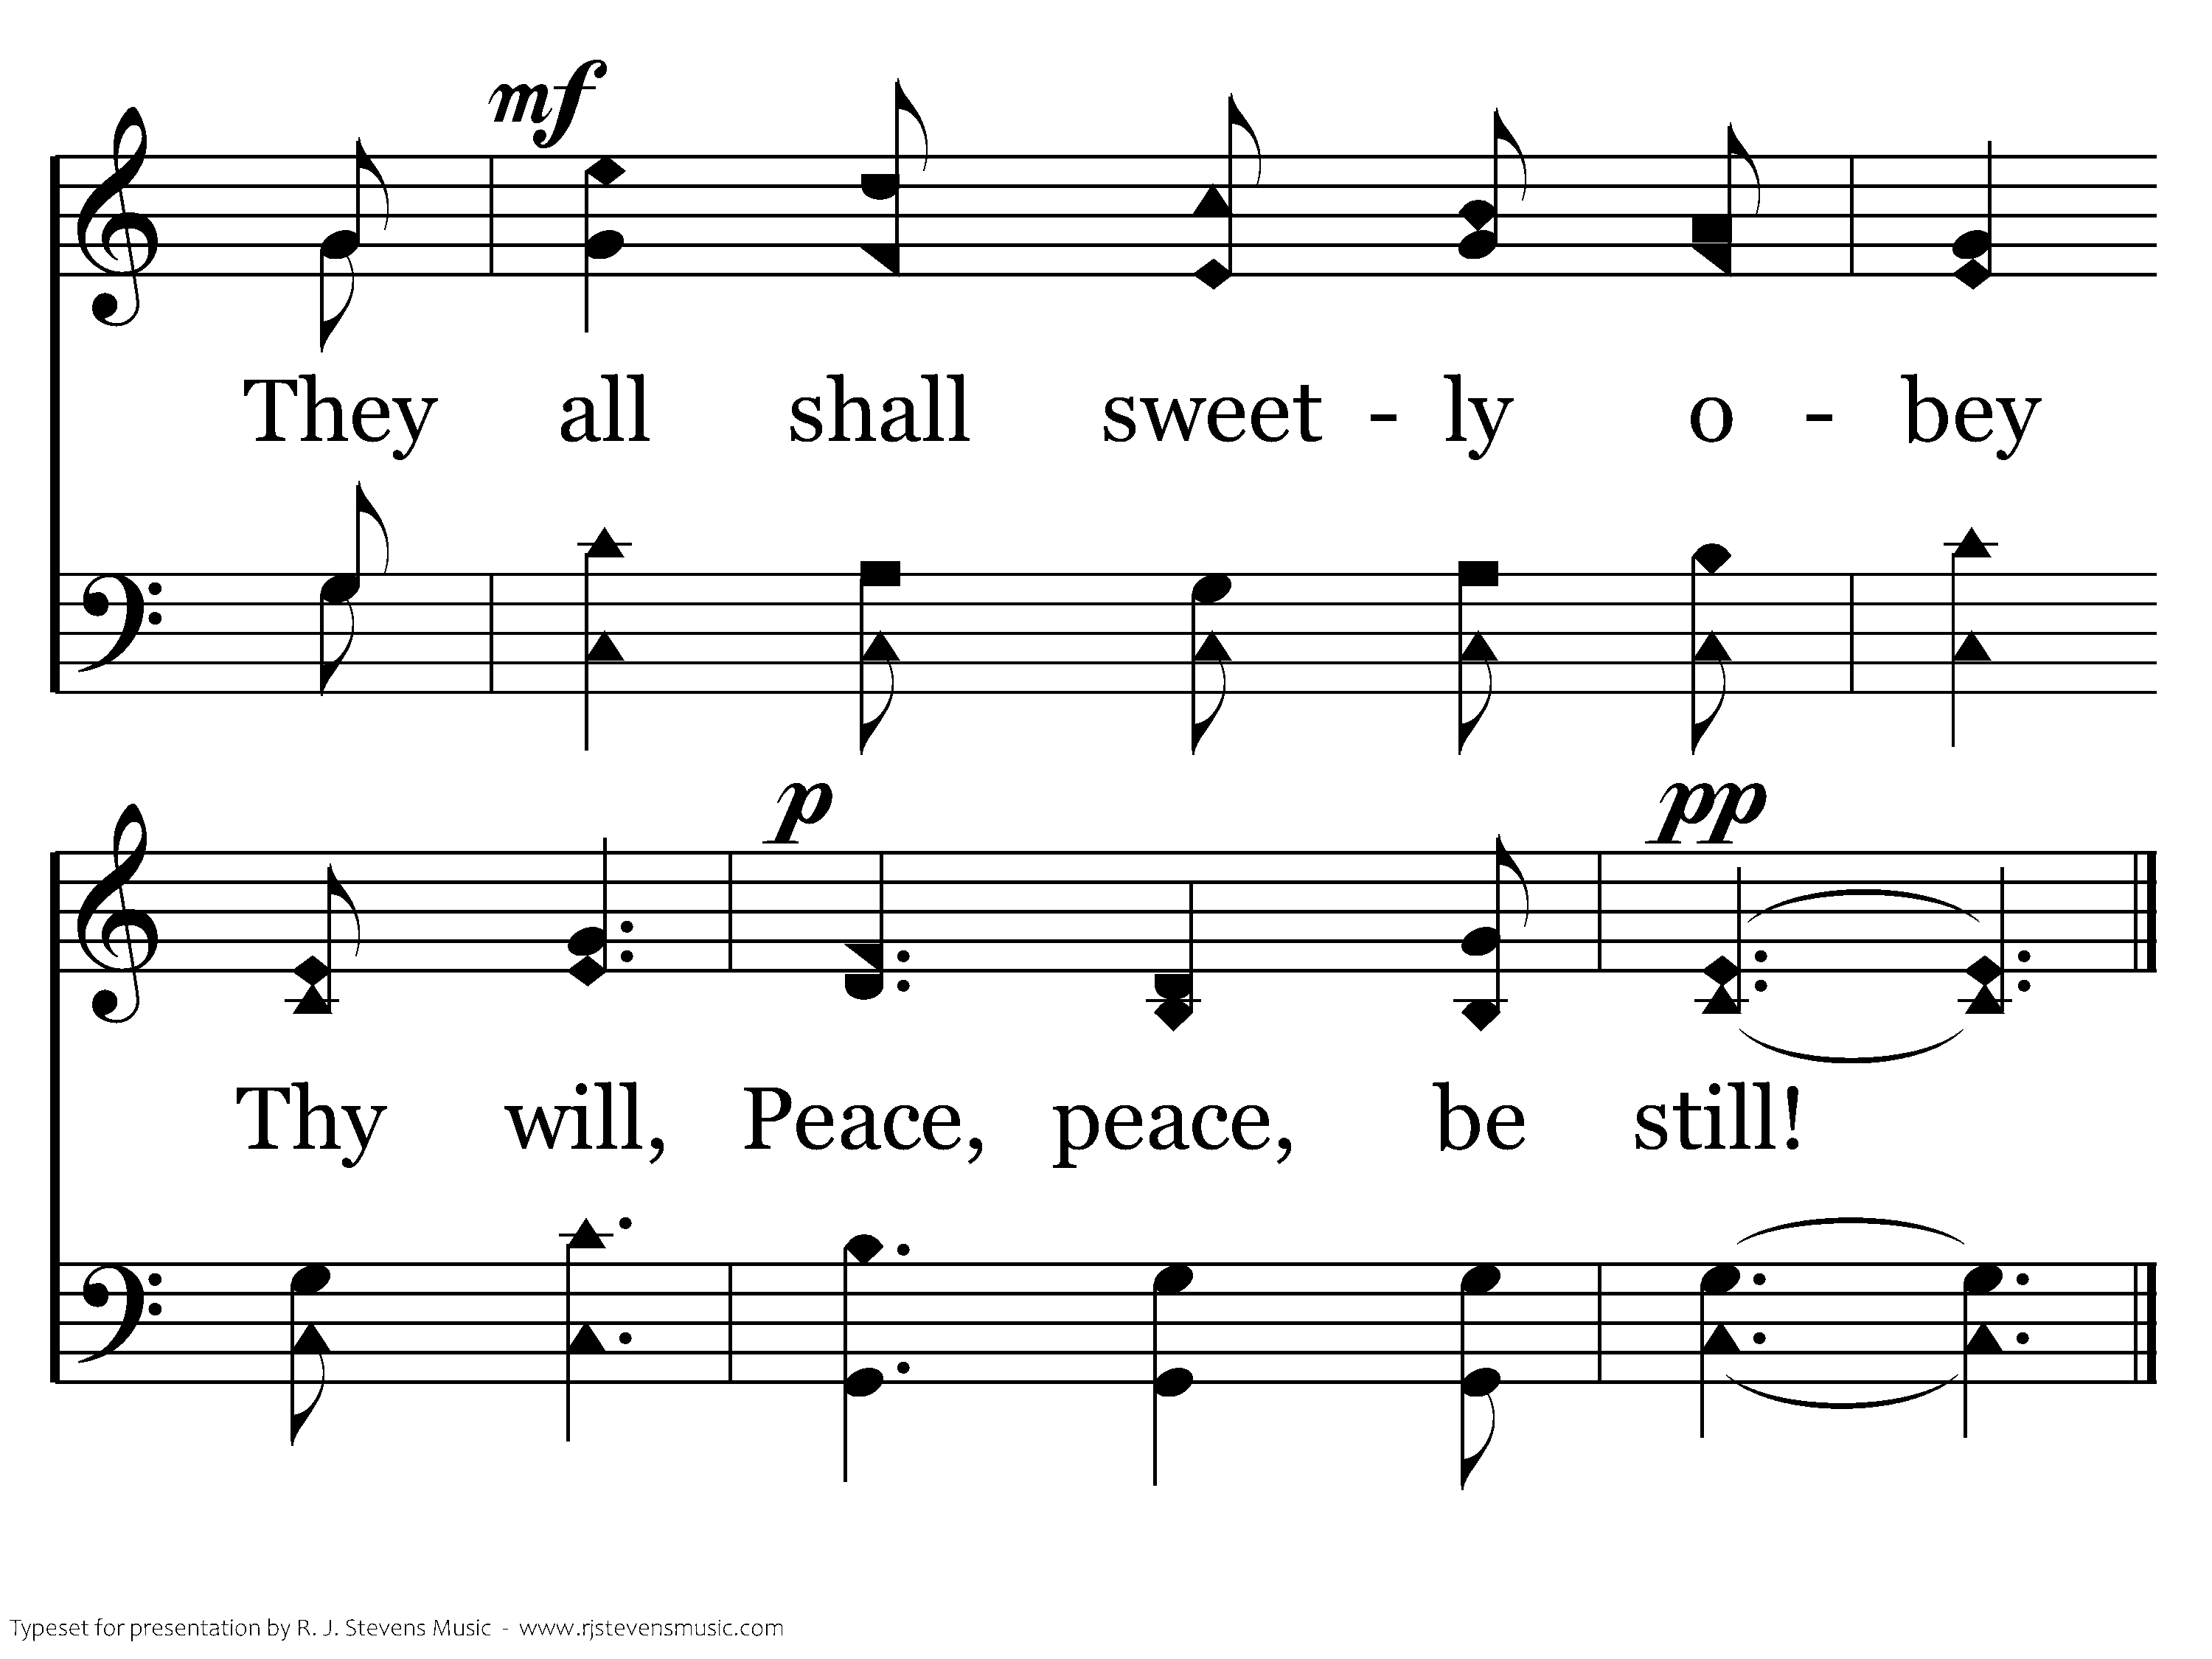 mf
They all shall sweet - ly o - bey
p pp
Thy will, Peace, peace, be still!
Typeset for presentation by R. J. Stevens Music - www.rjstevensmusic.com